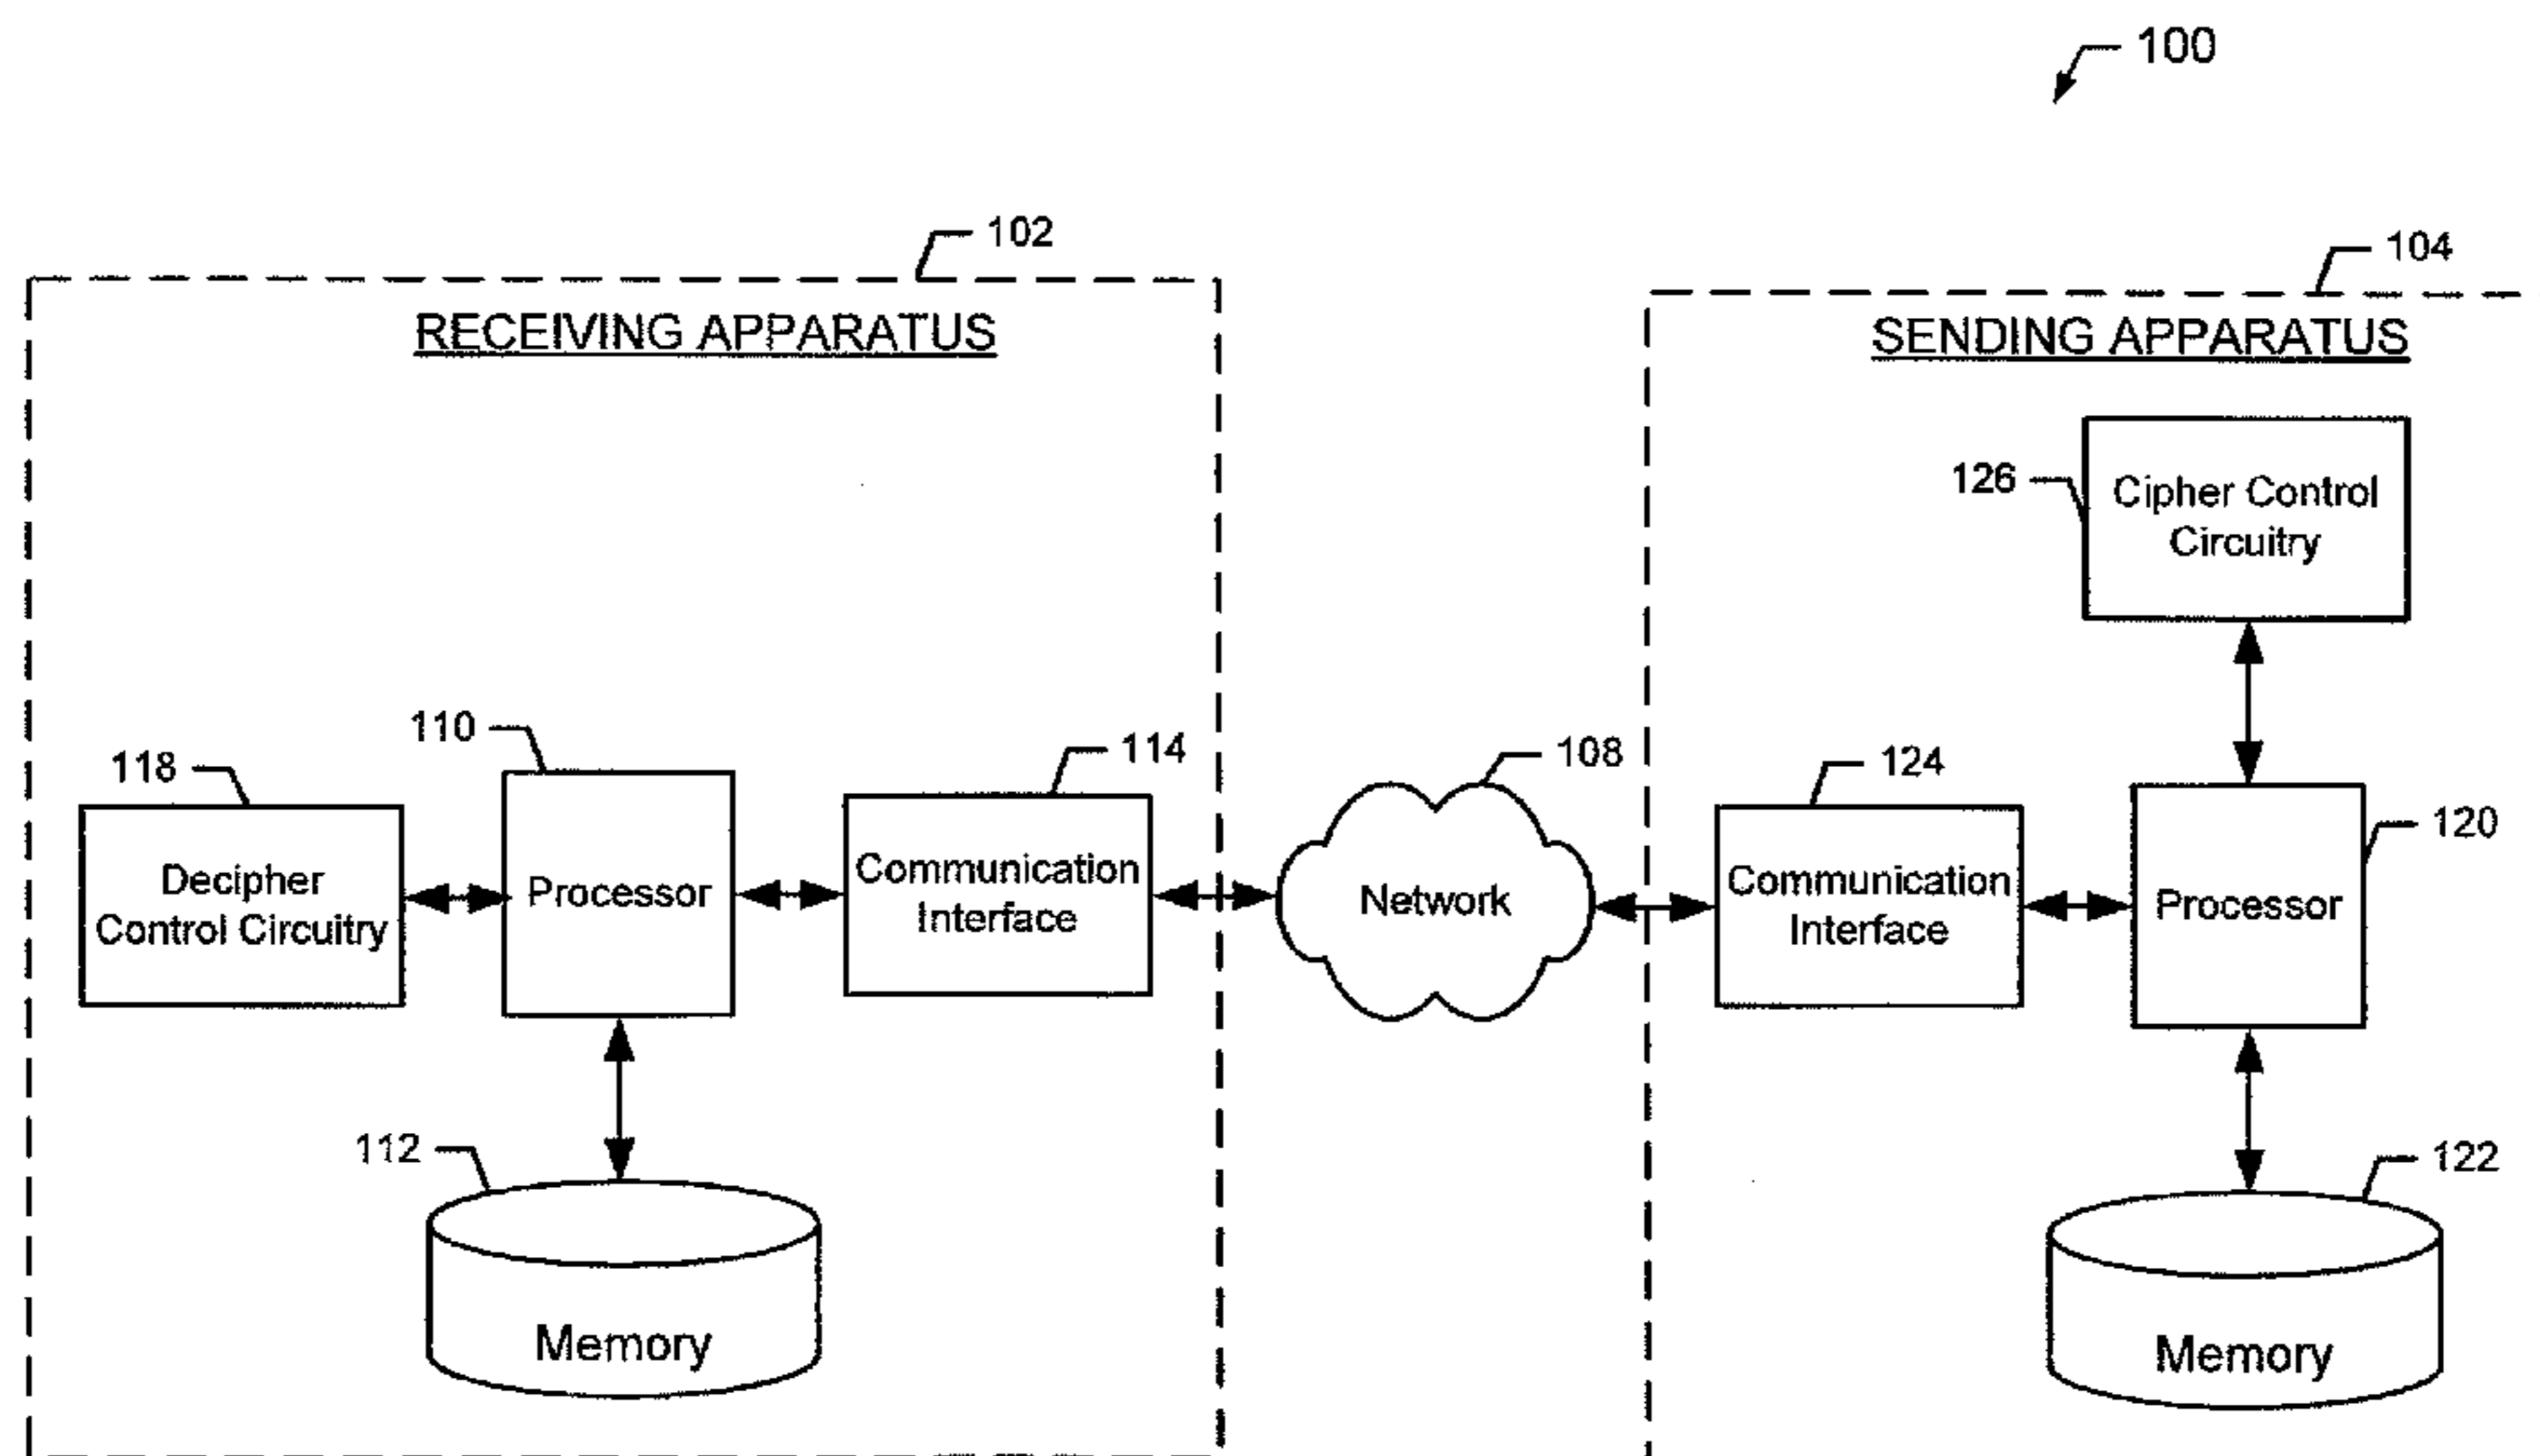 100
102
104
RECEIVING APPARATUS
SENDING APPARATUS
126
Cipher Control
Circuitry
110
114
108
118
124
120
Decipher
Control Circuitry
Processor
Communication
Interface
Network
Communication
Interface
Processor
112
122
Memory
Memory